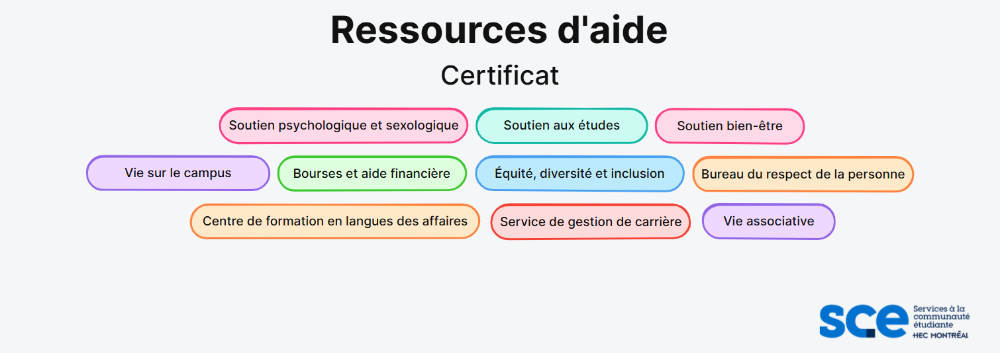 Ressources d'aide
Certificat
Soutien psychologique et sexologique
Soutien aux études
Soutien bien-être
Vie sur le campus
Bourses et aide financière
Équité, diversité et inclusion
Bureau du respect de la personne
Centre de formation en langues des affaires
Service de gestion de carrière
Vie associative
sce
Services à la
communauté
étudiante
HEC MONTRÉAL